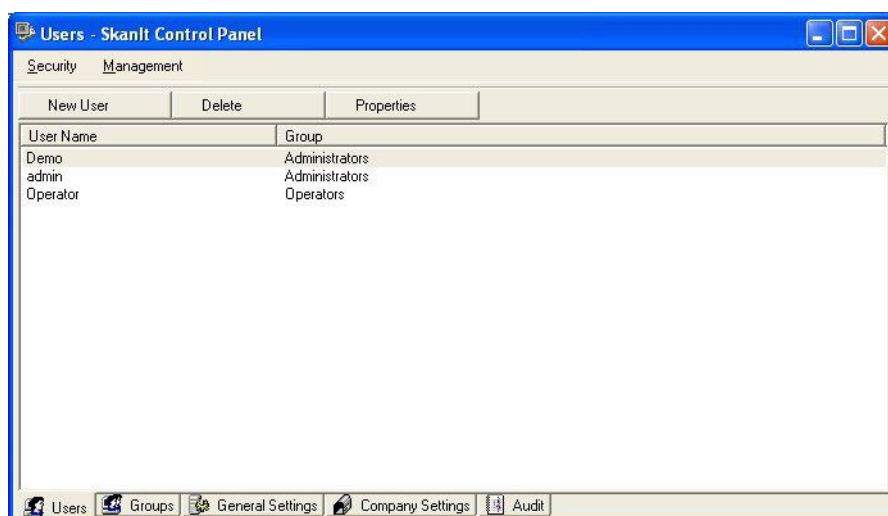 Users - SkanIt Control Panel
Security Management
New User Delete Properties
User Name Group
Demo Administrators
admin Administrators
Operator Operators
Users Groups General Settings Company Settings Audit